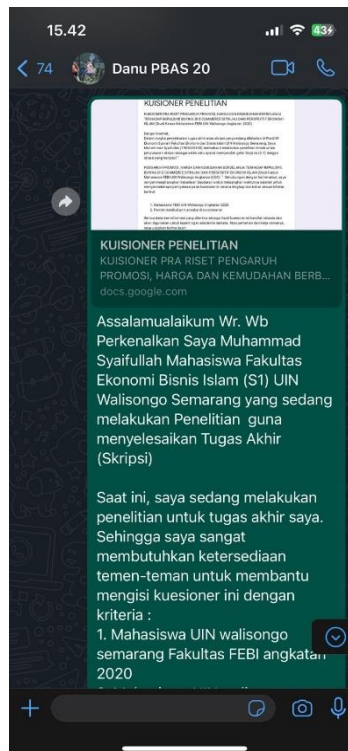 15.42
43
74
Danu PBAS 20
KUISIONER PENELITIAN
KUISIONER PENELITIAN
KUISIONER PRA RISET PENGARUH
PROMOSI, HARGA DAN KEMUDAHAN BERB...
docs.google.com
Assalamualaikum Wr. Wb
Perkenalkan Saya Muhammad
Syaifullah Mahasiswa Fakultas
Ekonomi Bisnis Islam (S1) UIN
Walisongo Semarang yang sedang
melakukan Penelitian guna
menyelesaikan Tugas Akhir
(Skripsi)
Saat ini, saya sedang melakukan
penelitian untuk tugas akhir saya.
Sehingga saya sangat
membutuhkan ketersediaan
temen-teman untuk membantu
mengisi kuesioner ini dengan
kriteria :
1. Mahasiswa UIN walisongo
semarang Fakultas FEBI angkatan
2020